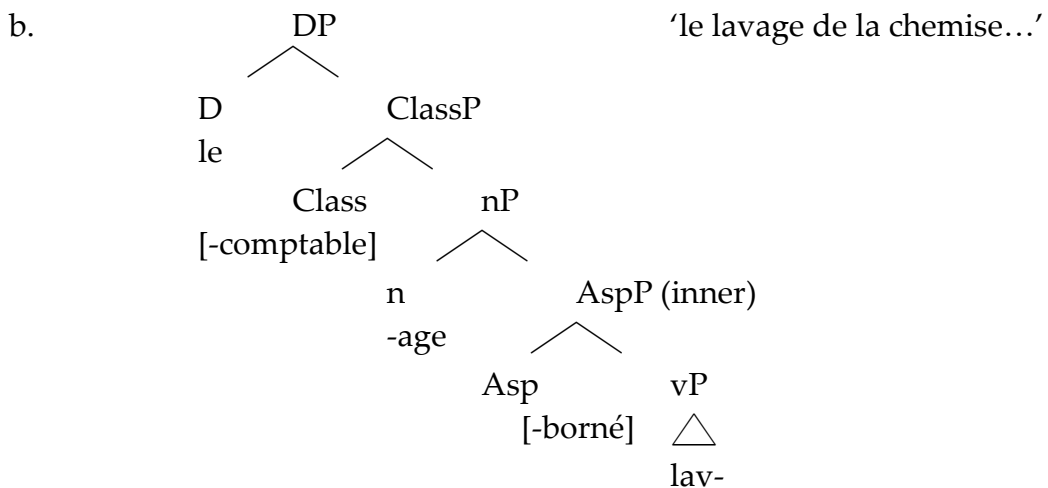 b. DP ‘le lavage de la chemise…’
D ClassP
le
Class nP
[-comptable]
n AspP (inner)
-age
Asp vP
[-borné]
lav-